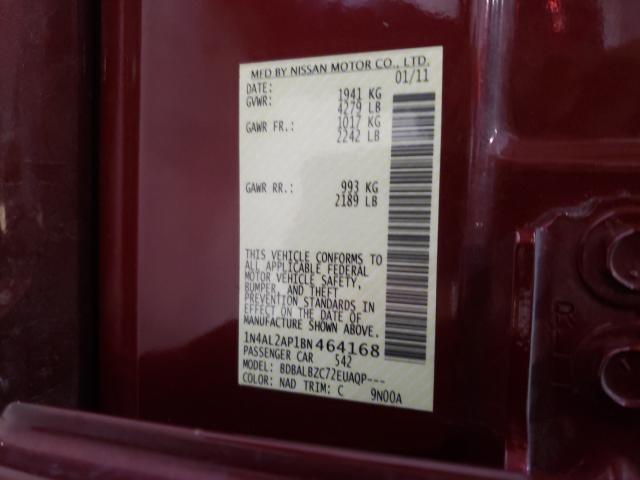 MFD BY NISSAN MOTOR CO., LTD.
DATE: 01/11
GVWR: 1941 KG
4279 LB
GAWR FR.: 1017 KG
2242 LB
GAWR RR.: 993 KG
2189 LB
THIS VEHICLE CONFORMS TO
ALL APPLICABLE FEDERAL
MOTOR VEHICLE SAFETY,
BUMPER, AND THEFT
PREVENTION STANDARDS IN
EFFECT ON THE DATE OF
MANUFACTURE SHOWN ABOVE.
1N4AL2AP1BN464168
PASSENGER CAR 542
MODEL: BDBALBZC72EUAQP---
COLOR: NAD TRIM: C 9N00A